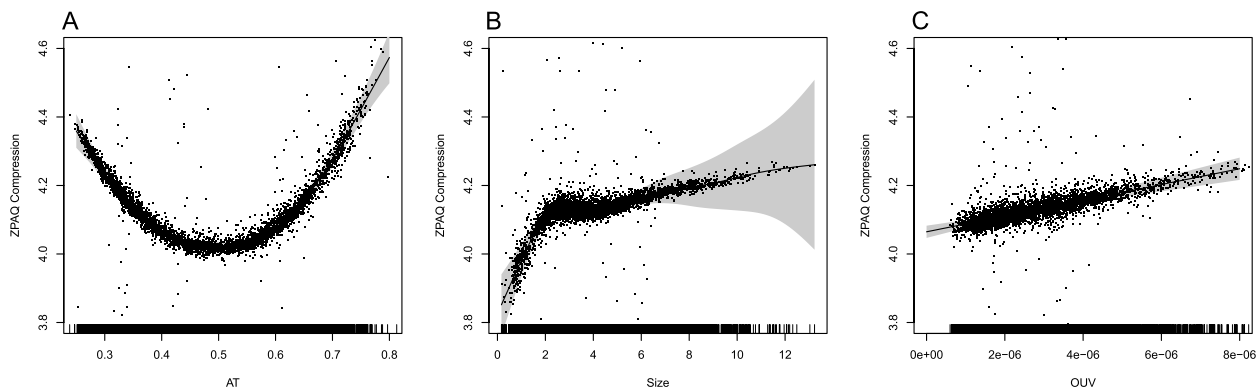 A
ZPAQ Compression
4.6
4.4
4.2
4.0
3.8
0.3 0.4 0.5 0.6 0.7 0.8
AT
B
ZPAQ Compression
4.6
4.4
4.2
4.0
3.8
0 2 4 6 8 10 12
Size
C
ZPAQ Compression
4.6
4.4
4.2
4.0
3.8
0e+00 2e−06 4e−06 6e−06 8e−06
OUV